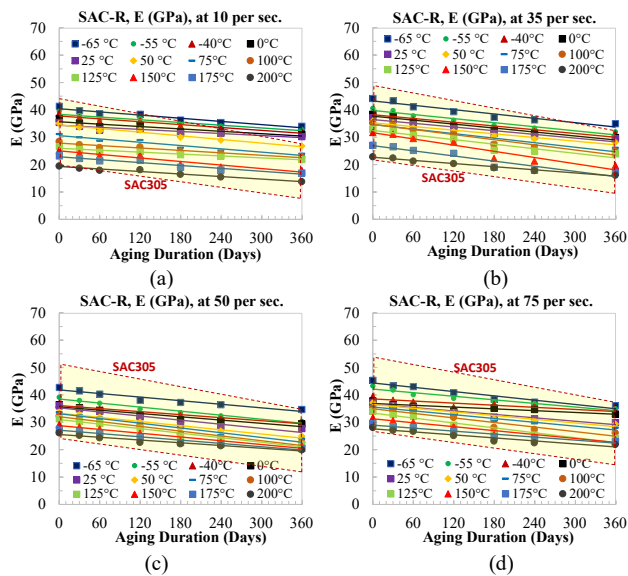 SAC-R, E (GPa), at 10 per sec.
70
60
50
40
30
20
10
0
E (GPa)
-65 °C -55 °C -40°C 0°C
25 °C 50 °C 75°C 100°C
125°C 150°C 175°C 200°C
SAC305
0 60 120 180 240 300 360
Aging Duration (Days)
(a)
SAC-R, E (GPa), at 35 per sec.
70
60
50
40
30
20
10
0
E (GPa)
-65 °C -55 °C -40°C 0°C
25 °C 50 °C 75°C 100°C
125°C 150°C 175°C 200°C
SAC305
0 60 120 180 240 300 360
Aging Duration (Days)
(b)
SAC-R, E (GPa), at 50 per sec.
70
60
50
40
30
20
10
0
E (GPa)
SAC305
-65 °C -55 °C -40°C 0°C
25 °C 50 °C 75°C 100°C
125°C 150°C 175°C 200°C
0 60 120 180 240 300 360
Aging Duration (Days)
(c)
SAC-R, E (GPa), at 75 per sec.
70
60
50
40
30
20
10
0
E (GPa)
SAC305
-65 °C -55 °C -40°C 0°C
25 °C 50 °C 75°C 100°C
125°C 150°C 175°C 200°C
0 60 120 180 240 300 360
Aging Duration (Days)
(d)